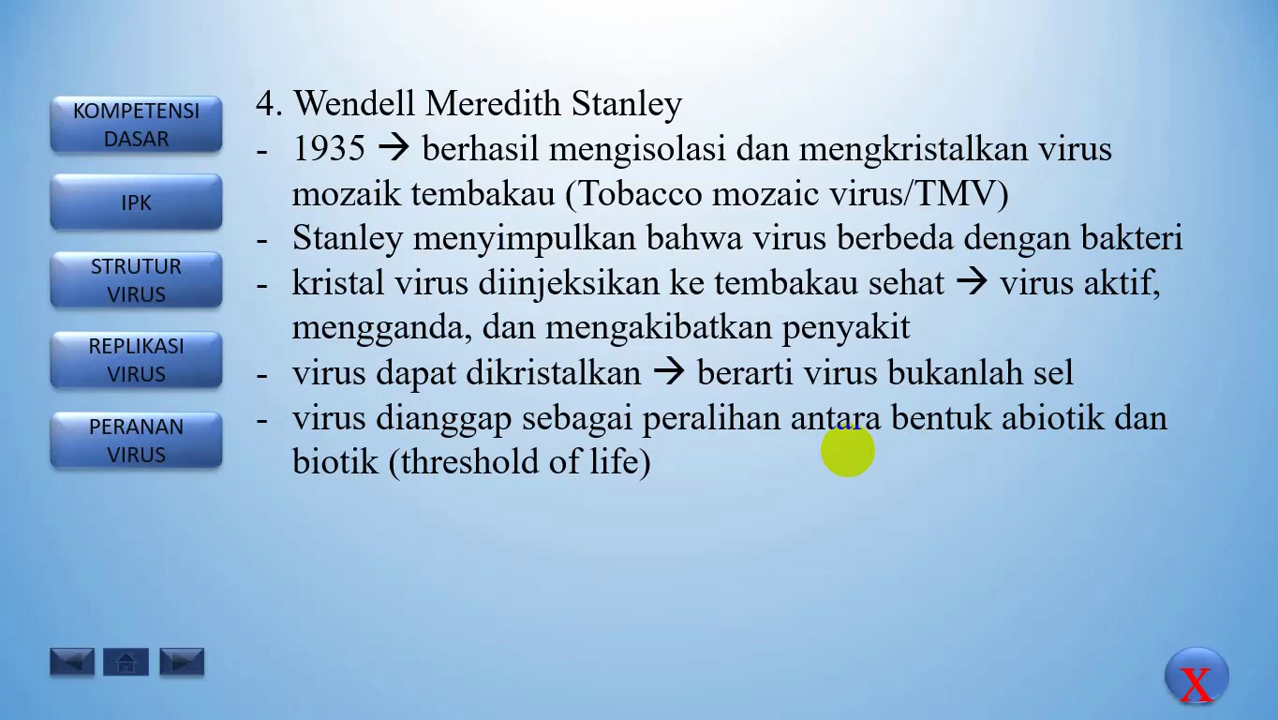 KOMPETENSI
DASAR
IPK
STRUTUR
VIRUS
REPLIKASI
VIRUS
PERANAN
VIRUS
4. Wendell Meredith Stanley
- 1935 → berhasil mengisolasi dan mengkristalkan virus
mozaik tembakau (Tobacco mozaic virus/TMV)
- Stanley menyimpulkan bahwa virus berbeda dengan bakteri
- kristal virus diinjeksikan ke tembakau sehat → virus aktif,
mengganda, dan mengakibatkan penyakit
- virus dapat dikristalkan → berarti virus bukanlah sel
- virus dianggap sebagai peralihan antara bentuk abiotik dan
biotik (threshold of life)
X